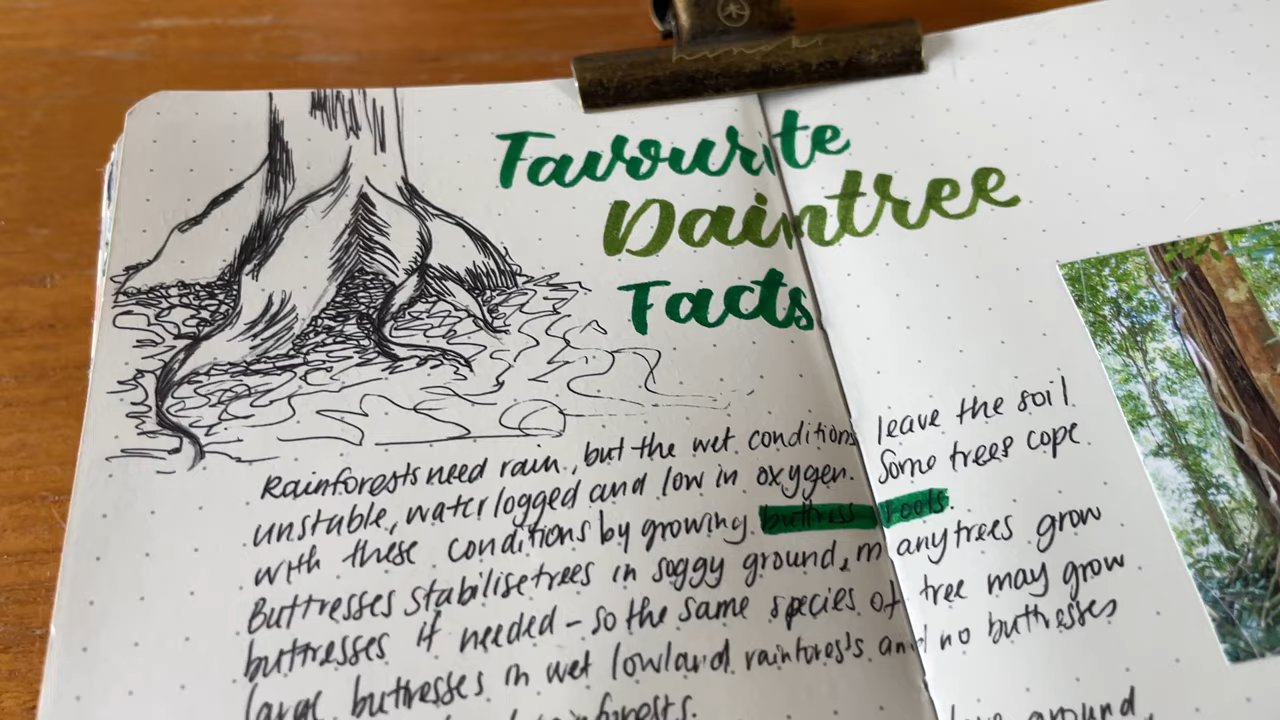 Favourite
Daintree
Facts
Rainforests need rain, but the wet conditions leave the soil
unstable, waterlogged and low in oxygen. Some trees cope
with these conditions by growing buttress roots.
Buttresses stabilise trees in soggy ground, many trees grow
buttresses if needed - so the same species of tree may grow
large buttresses in wet lowland rainforests and no buttresses